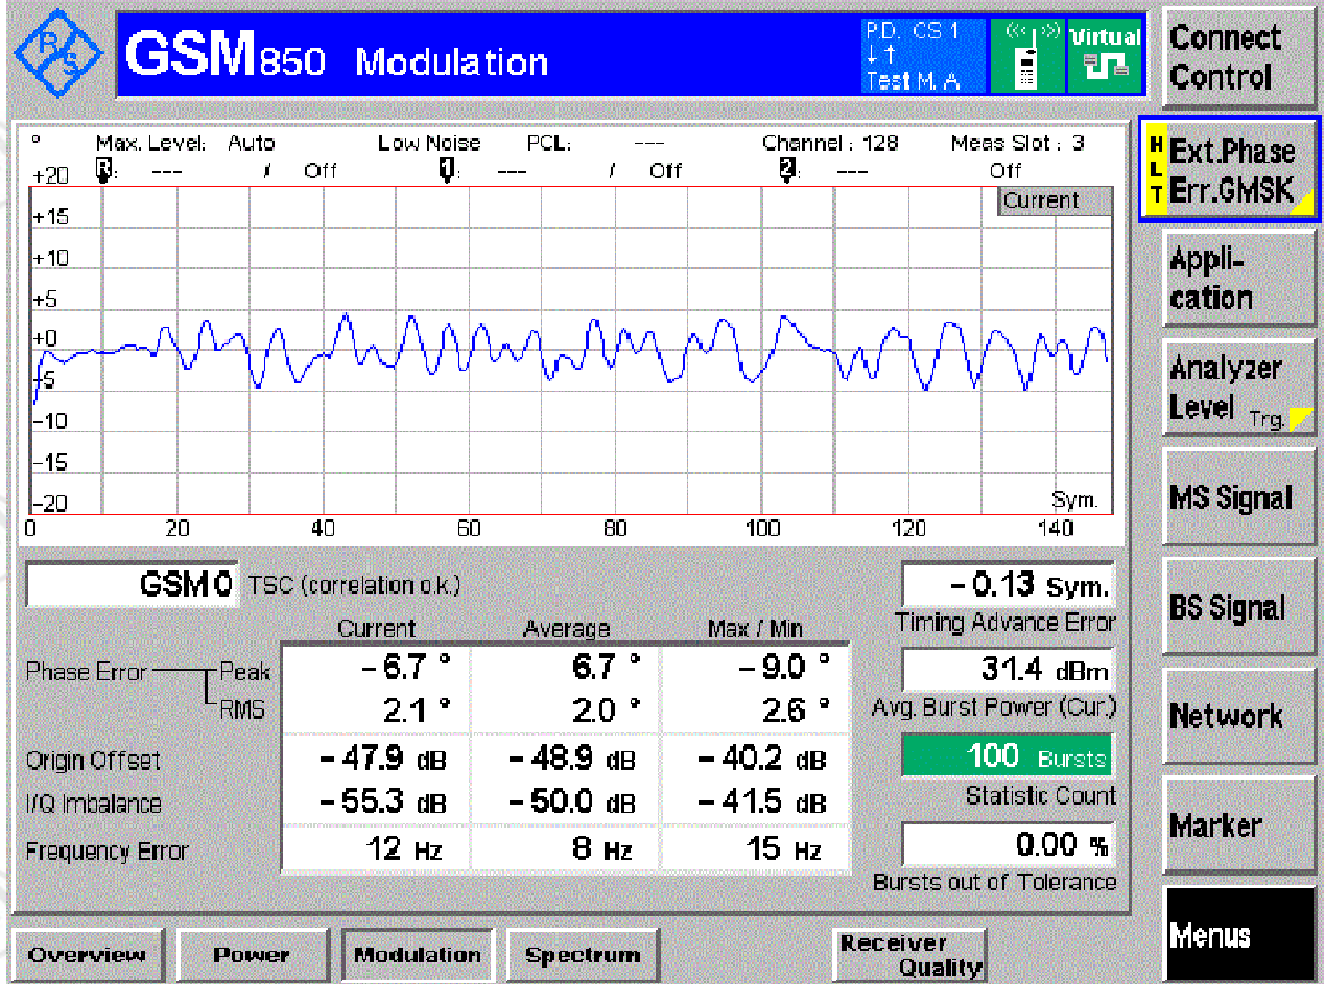 R S
GSM850 Modulation
P.D. CS 1
Test M. A.
Virtual
Connect
Control
° Max. Level: Auto Low Noise PCL: --- Channel : 128 Meas Slot : 3
R: --- / Off 1: --- / Off 2: --- Off
Current
+20
+15
+10
+5
+0
-5
-10
-15
-20
Sym.
0 20 40 60 80 100 120 140
HLT
Ext.Phase
Err.GMSK
Appli-
cation
Analyzer
Level Trg.
MS Signal
BS Signal
Network
Marker
Menus
GSM 0 TSC (correlation o.k.)
-0.13 Sym.
Timing Advance Error
Current Average Max / Min
Phase Error Peak -6.7 ° 6.7 ° -9.0 °
31.4 dBm
RMS 2.1 ° 2.0 ° 2.6 °
Avg. Burst Power (Cur.)
Origin Offset -47.9 dB -48.9 dB -40.2 dB
100 Bursts
Statistic Count
I/Q Imbalance -55.3 dB -50.0 dB -41.5 dB
Frequency Error 12 Hz 8 Hz 15 Hz
0.00 %
Bursts out of Tolerance
Overview Power Modulation Spectrum
Receiver
Quality